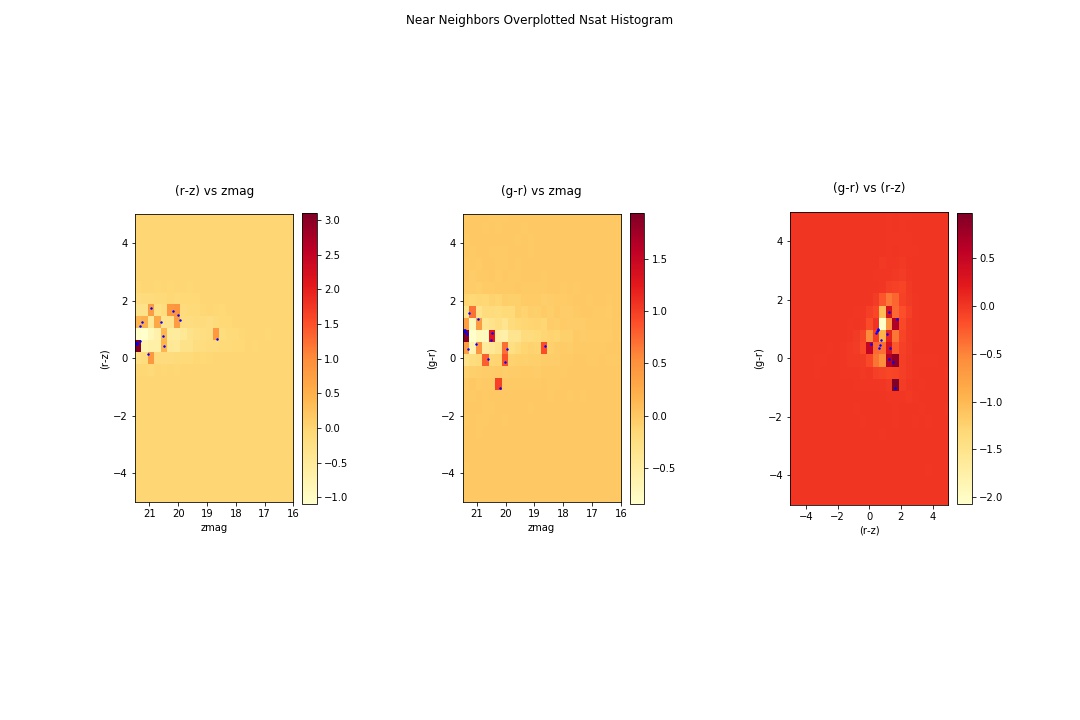 Near Neighbors Overplotted Nsat Histogram
(r-z) vs zmag
4
2
0
−2
−4
(r-z)
21 20 19 18 17 16
zmag
3.0
2.5
2.0
1.5
1.0
0.5
0.0
−0.5
−1.0
(g-r) vs zmag
4
2
0
−2
−4
(g-r)
21 20 19 18 17 16
zmag
1.5
1.0
0.5
0.0
−0.5
(g-r) vs (r-z)
4
2
0
−2
−4
(g-r)
−4 −2 0 2 4
(r-z)
0.5
0.0
−0.5
−1.0
−1.5
−2.0